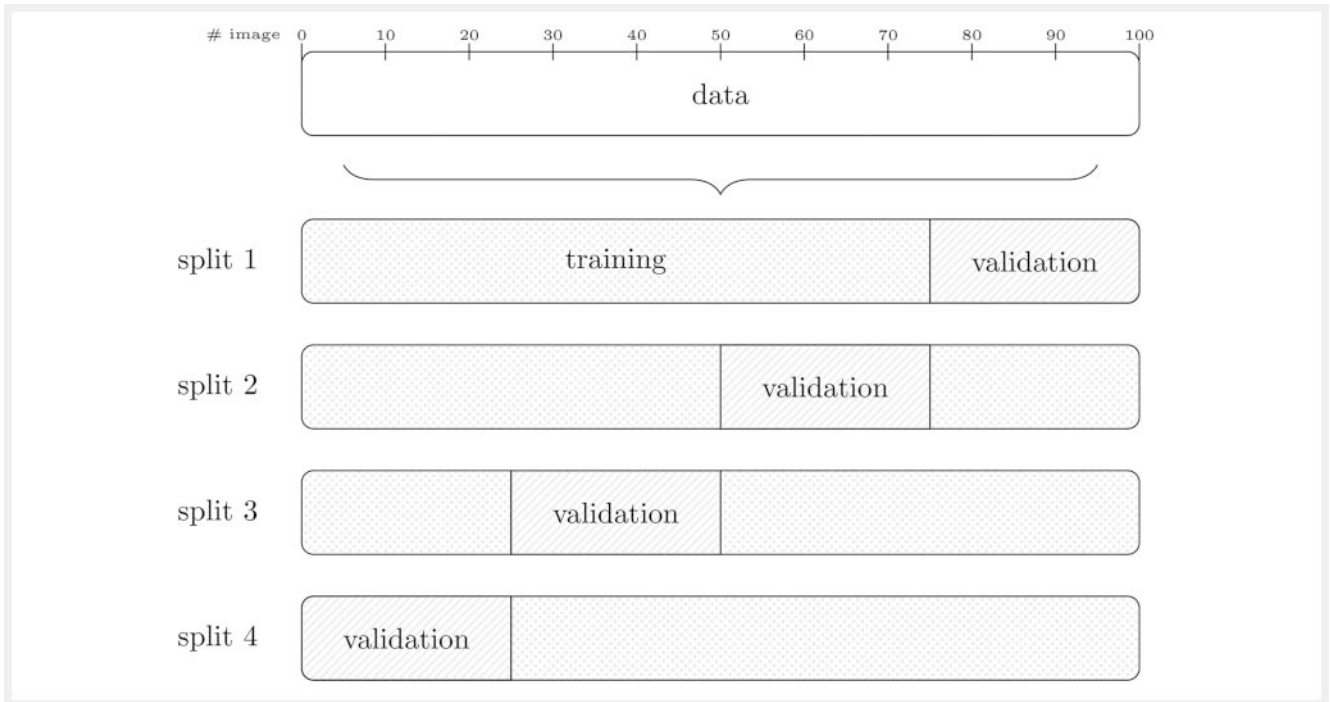 # image 0 10 20 30 40 50 60 70 80 90 100
data
split 1 training validation
split 2 validation
split 3 validation
split 4 validation